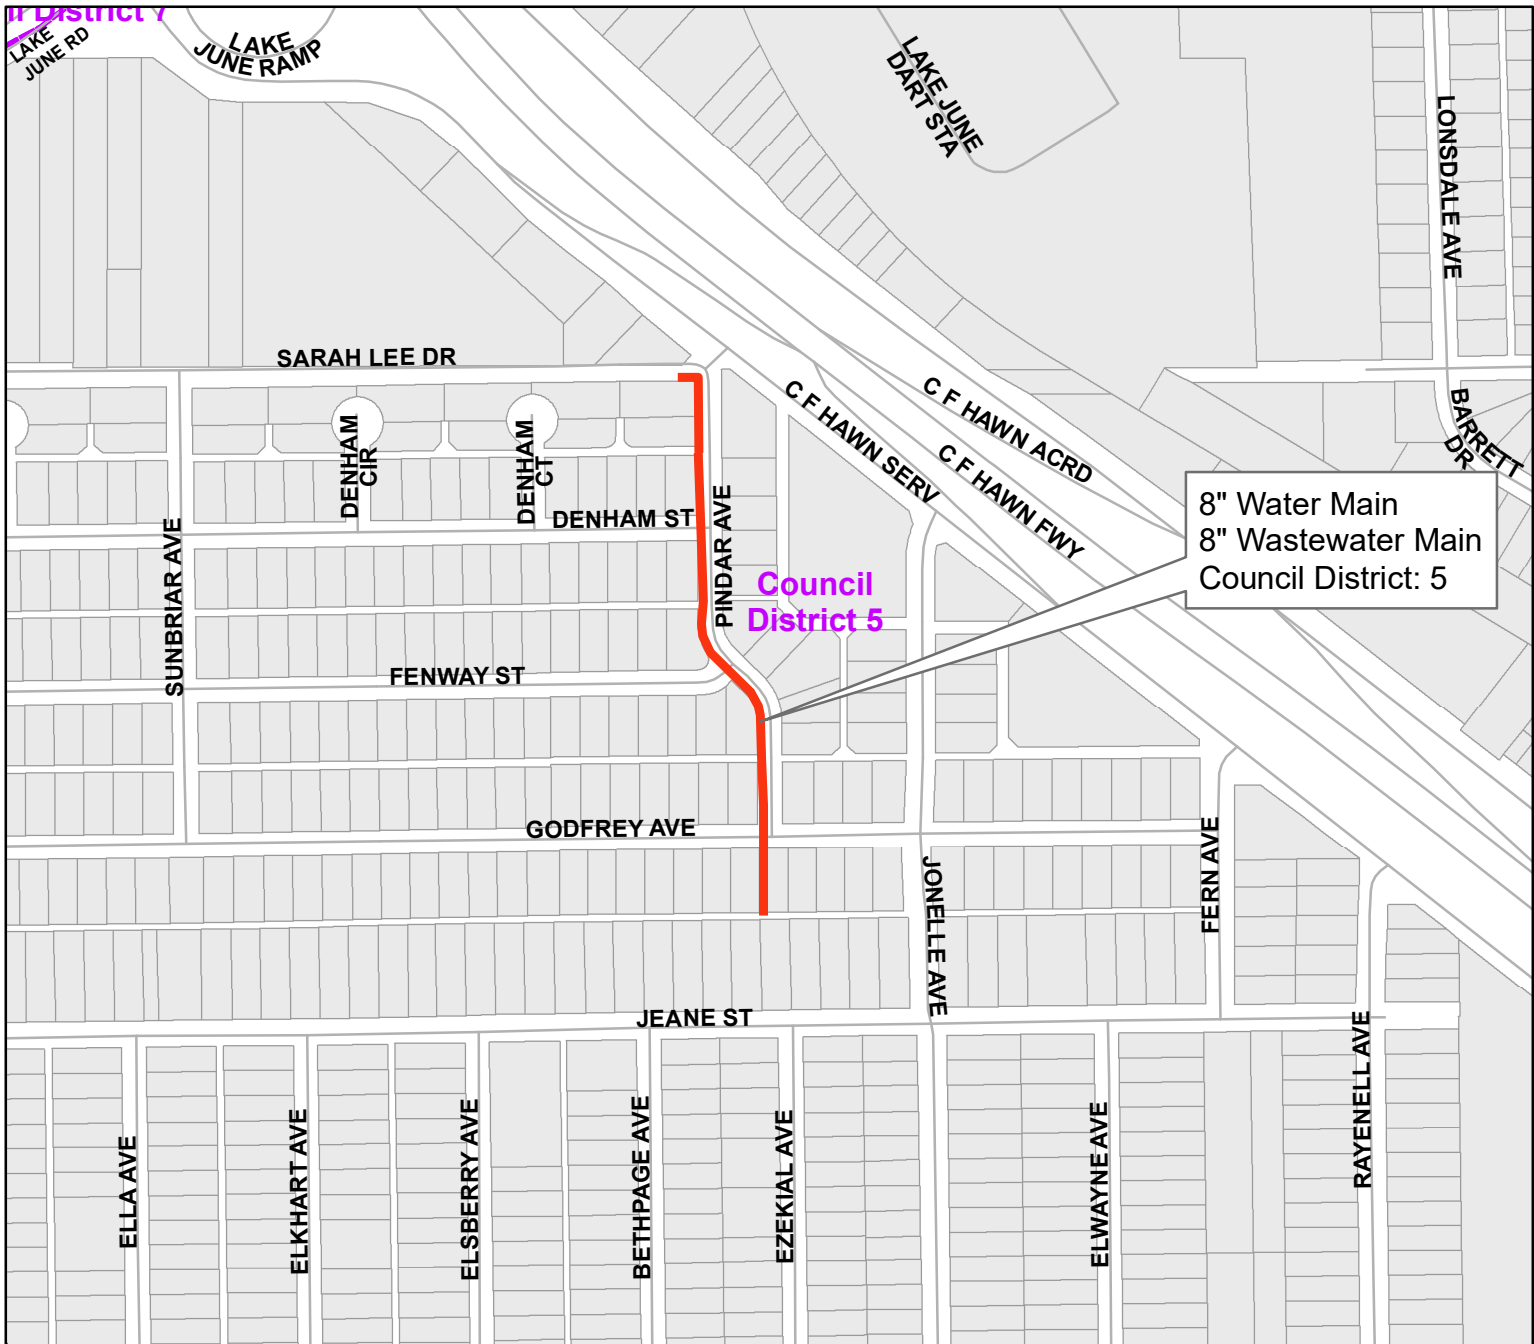 il District 7
LAKE
JUNE RD
LAKE
JUNE RAMP
LAKE JUNE
DART STA
LONSDALE AVE
SARAH LEE DR
C F HAWN SERV
C F HAWN ACRD
C F HAWN FWY
BARRETT
DR
DENHAM
CIR
DENHAM
CT
DENHAM ST
PINDAR AVE
SUNBRIAR AVE
Council
District 5
8" Water Main
8" Wastewater Main
Council District: 5
FENWAY ST
GODFREY AVE
JONELLE AVE
FERN AVE
JEANE ST
ELLA AVE
ELKHART AVE
ELSBERRY AVE
BETHPAGE AVE
EZEKIAL AVE
ELWAYNE AVE
RAYENELL AVE